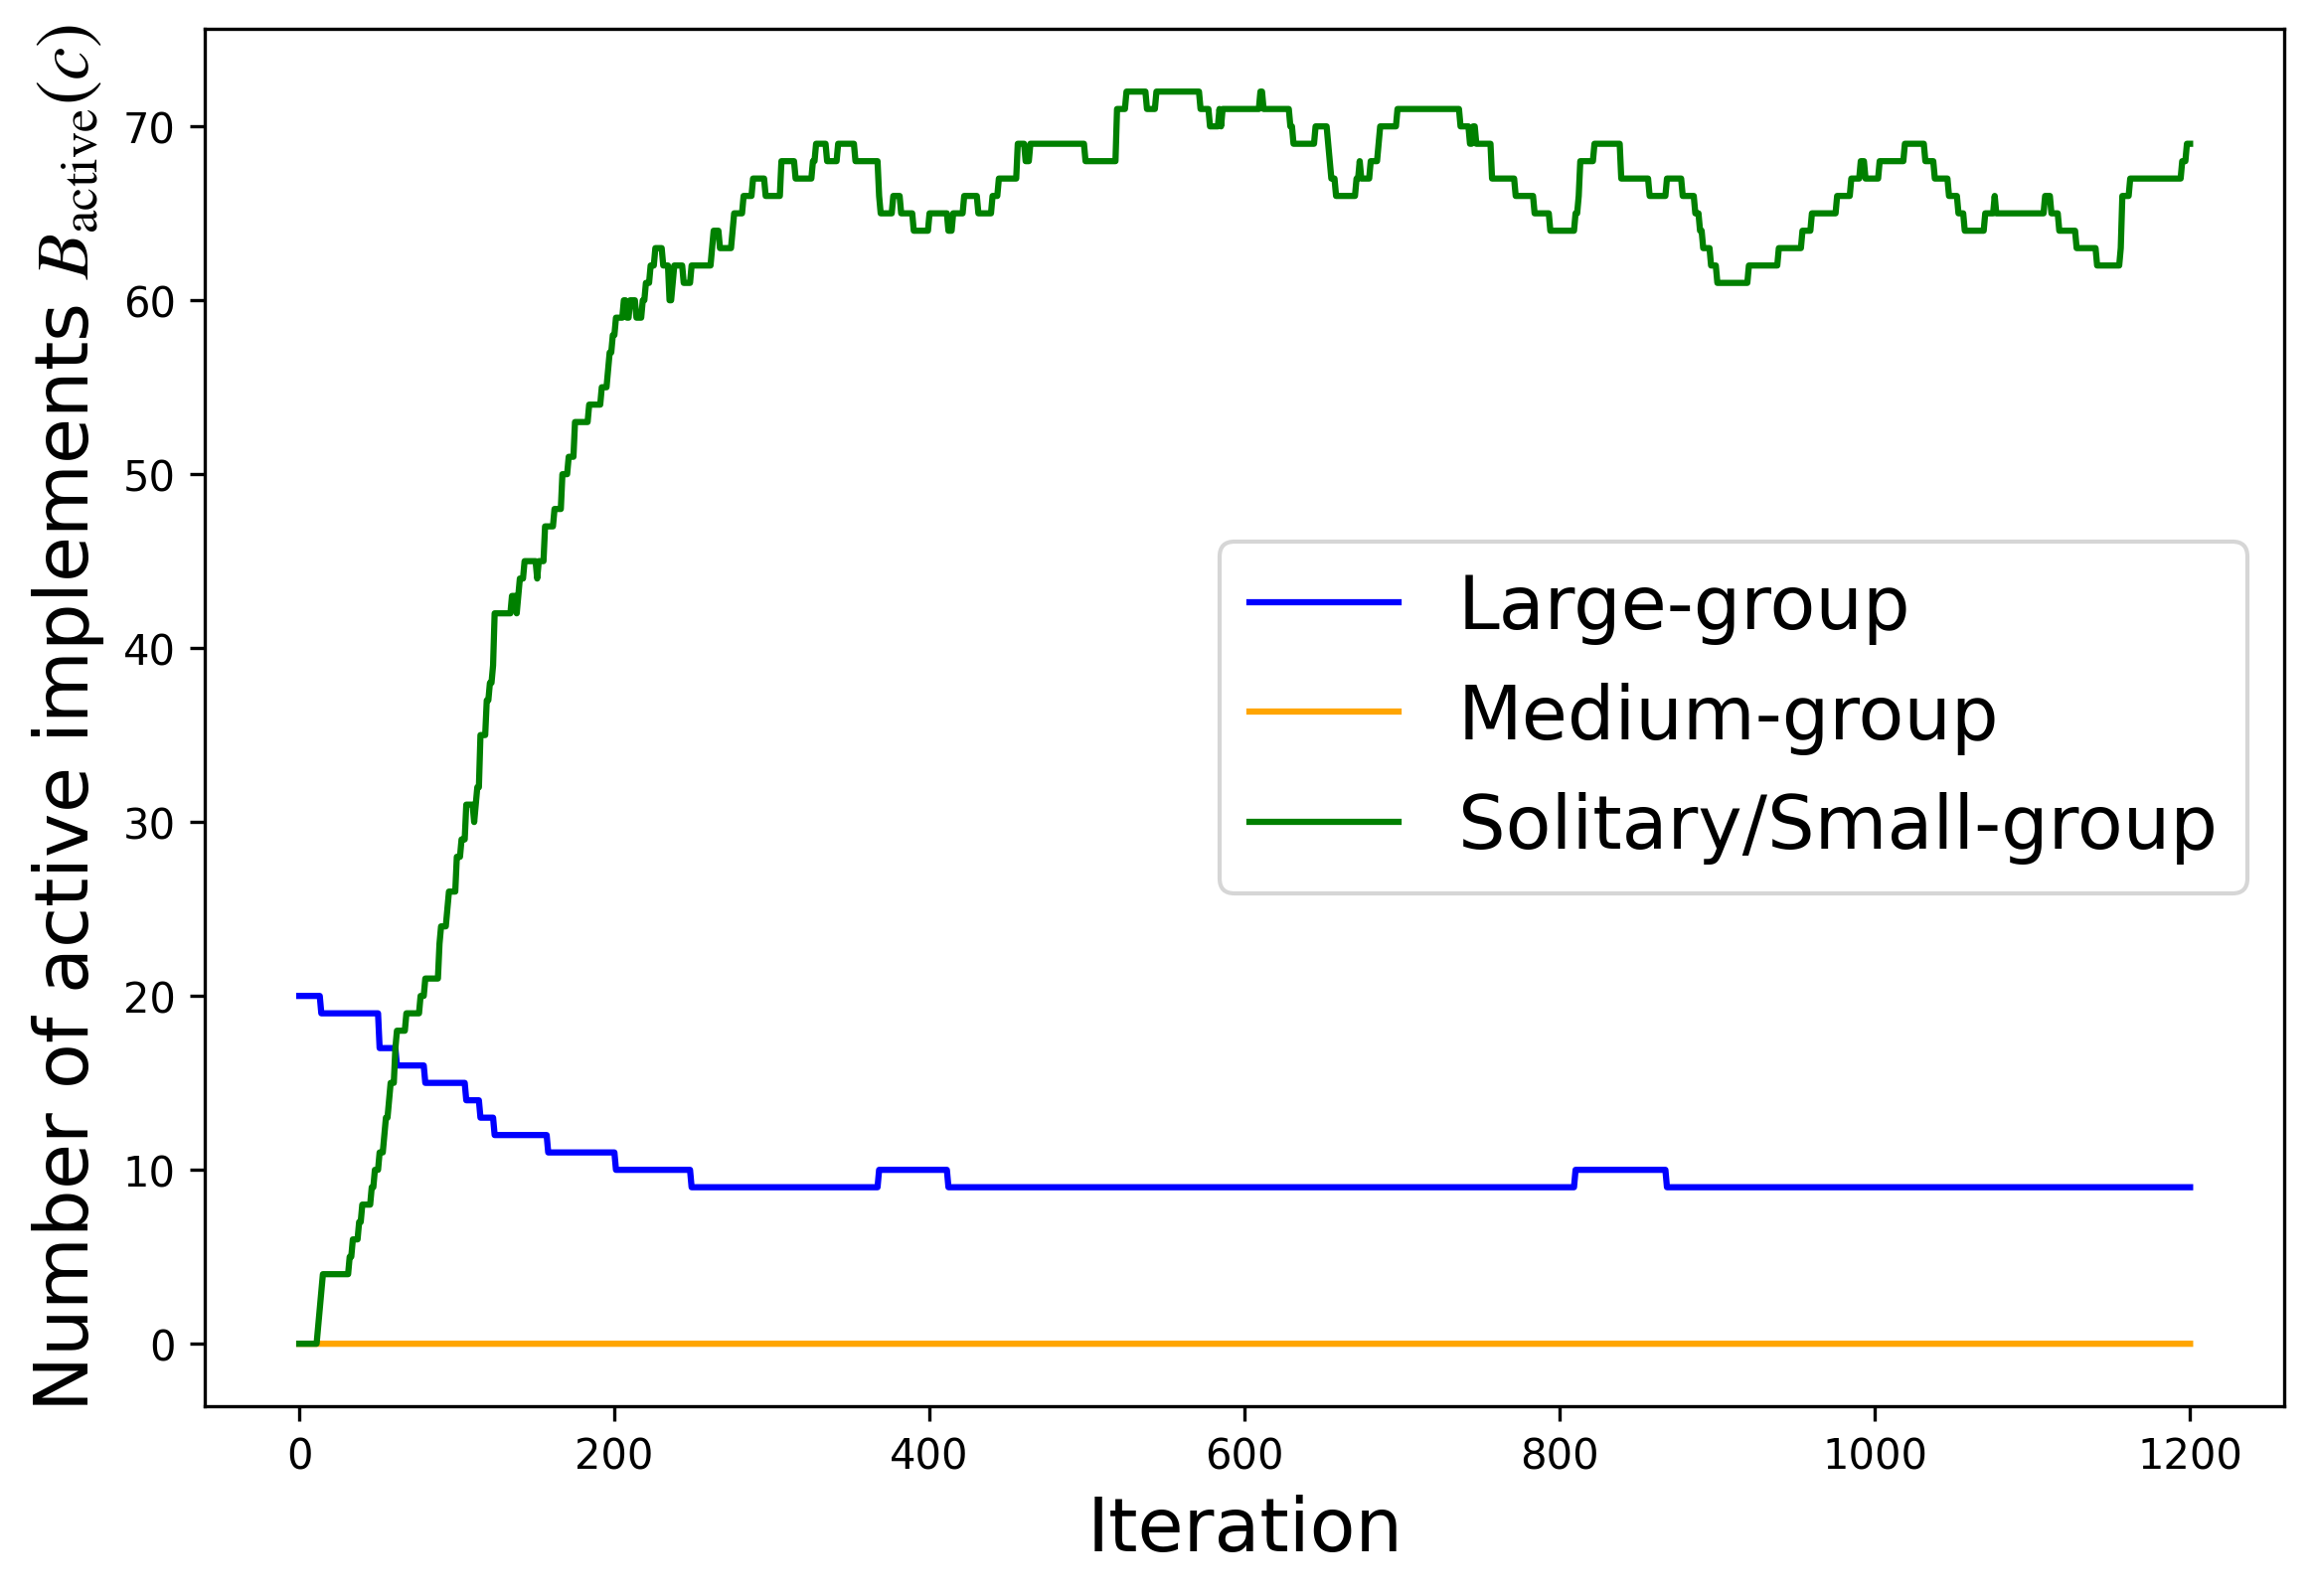 Number of active implements B_active(c)
70
60
50
40
30
20
10
0
Large-group
Medium-group
Solitary/Small-group
0 200 400 600 800 1000 1200
Iteration